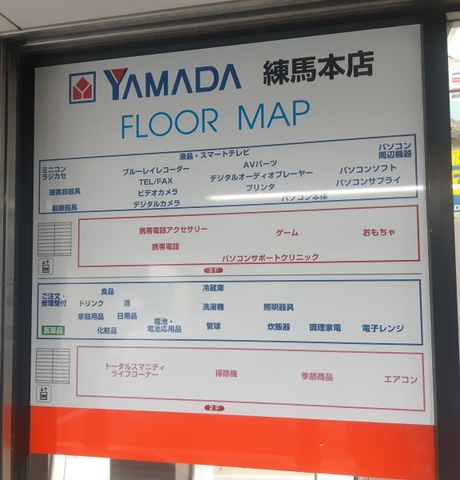 YAMADA 練馬本店
FLOOR MAP
液晶・スマートテレビ
ミニコン
ラジカセ
ブルーレイレコーダー
AVパーツ
パソコン
周辺機器
TEL/FAX
デジタルオーディオプレーヤー
パソコンソフト
理美容器具
ビデオカメラ
プリンタ
パソコンサプライ
健康器具
デジタルカメラ
パソコン本体
携帯電話アクセサリー
ゲーム
おもちゃ
携帯電話
パソコンサポートクリニック
3F
ご注文・
修理受付
食品
冷蔵庫
ドリンク
酒
洗濯機
照明器具
家庭用品
日用品
医薬品
化粧品
電池・
電池応用品
管球
炊飯器
調理家電
電子レンジ
トータルスマニティ
ライフコーナー
掃除機
季節商品
エアコン
2F